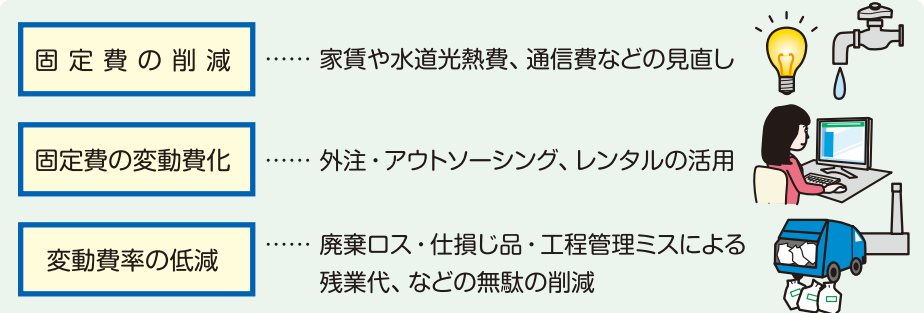 固定費の削減 …… 家賃や水道光熱費、通信費などの見直し
固定費の変動費化 …… 外注・アウトソーシング、レンタルの活用
変動費率の低減 …… 廃棄ロス・仕損じ品・工程管理ミスによる
残業代、などの無駄の削減